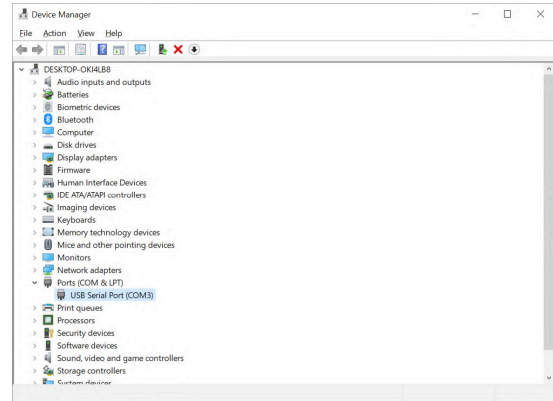 Device Manager
File Action View Help
DESKTOP-OKI4LB8
Audio inputs and outputs
Batteries
Biometric devices
Bluetooth
Computer
Disk drives
Display adapters
Firmware
Human Interface Devices
IDE ATA/ATAPI controllers
Imaging devices
Keyboards
Memory technology devices
Mice and other pointing devices
Monitors
Network adapters
Ports (COM & LPT)
USB Serial Port (COM3)
Print queues
Processors
Security devices
Software devices
Sound, video and game controllers
Storage controllers
System devices